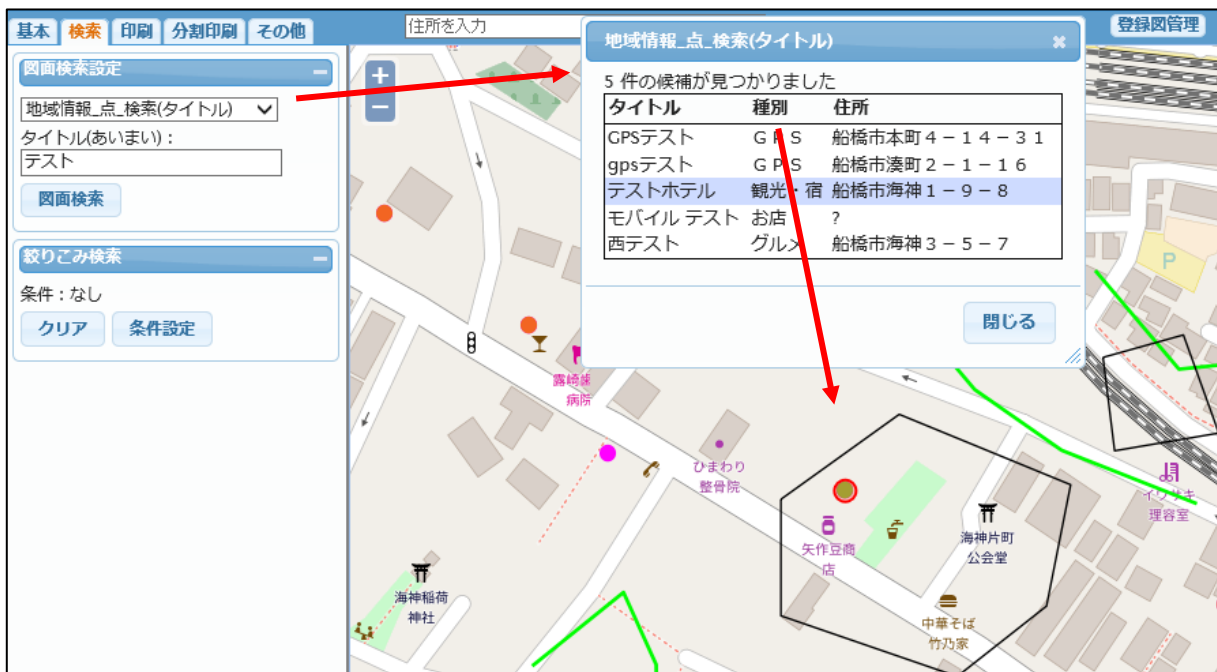 基本 検索 印刷 分割印刷 その他
住所を入力
登録図管理
図面検索設定
地域情報_点_検索(タイトル)
タイトル(あいまい)：
テスト
図面検索
絞りこみ検索
条件：なし
クリア 条件設定
地域情報_点_検索(タイトル)
5 件の候補が見つかりました
タイトル 種別 住所
GPSテスト ＧＰＳ 船橋市本町４－１４－３１
gpsテスト ＧＰＳ 船橋市湊町２－１－１６
テストホテル 観光・宿 船橋市海神１－９－８
モバイル テスト お店 ?
西テスト グルメ 船橋市海神３－５－７
閉じる
P
露崎歯
病院
ひまわり
整骨院
イワサキ
理容室
矢作豆商
店
海神片町
公会堂
海神稲荷
神社
中華そば
竹乃家